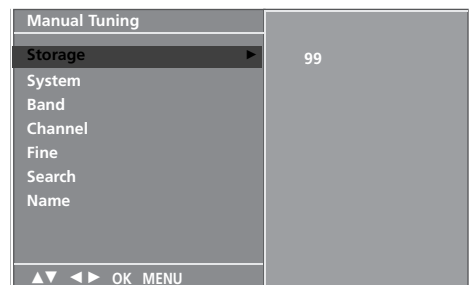 Manual Tuning
Storage ► 99
System
Band
Channel
Fine
Search
Name
▲▼ ◄► OK MENU